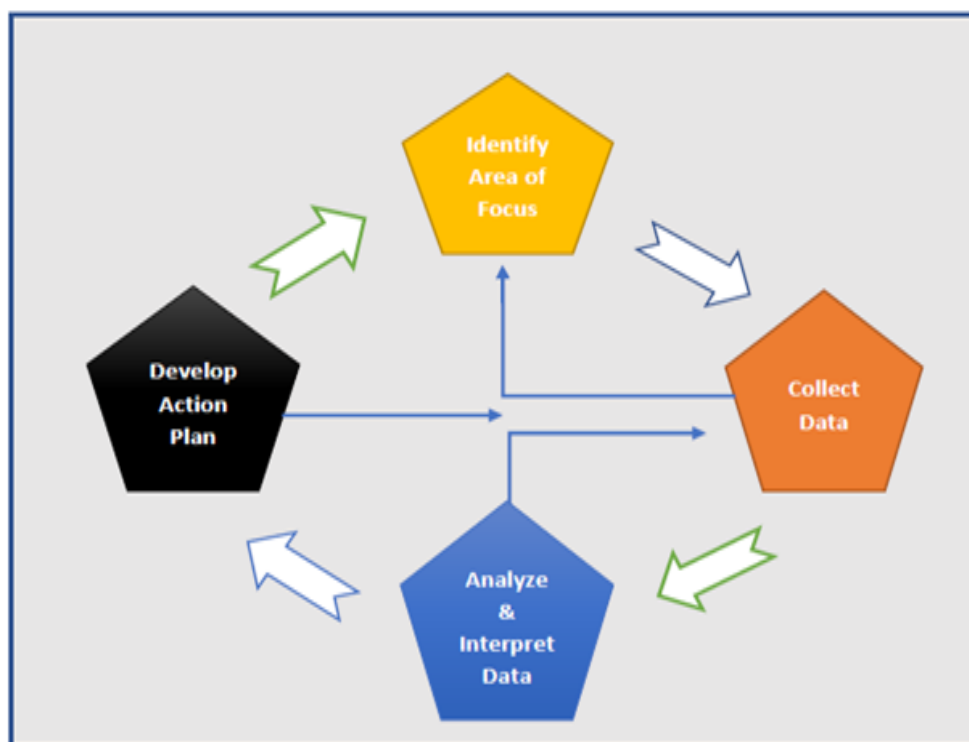 Identify
Area of
Focus
Develop
Action
Plan
Collect
Data
Analyze
&
Interpret
Data